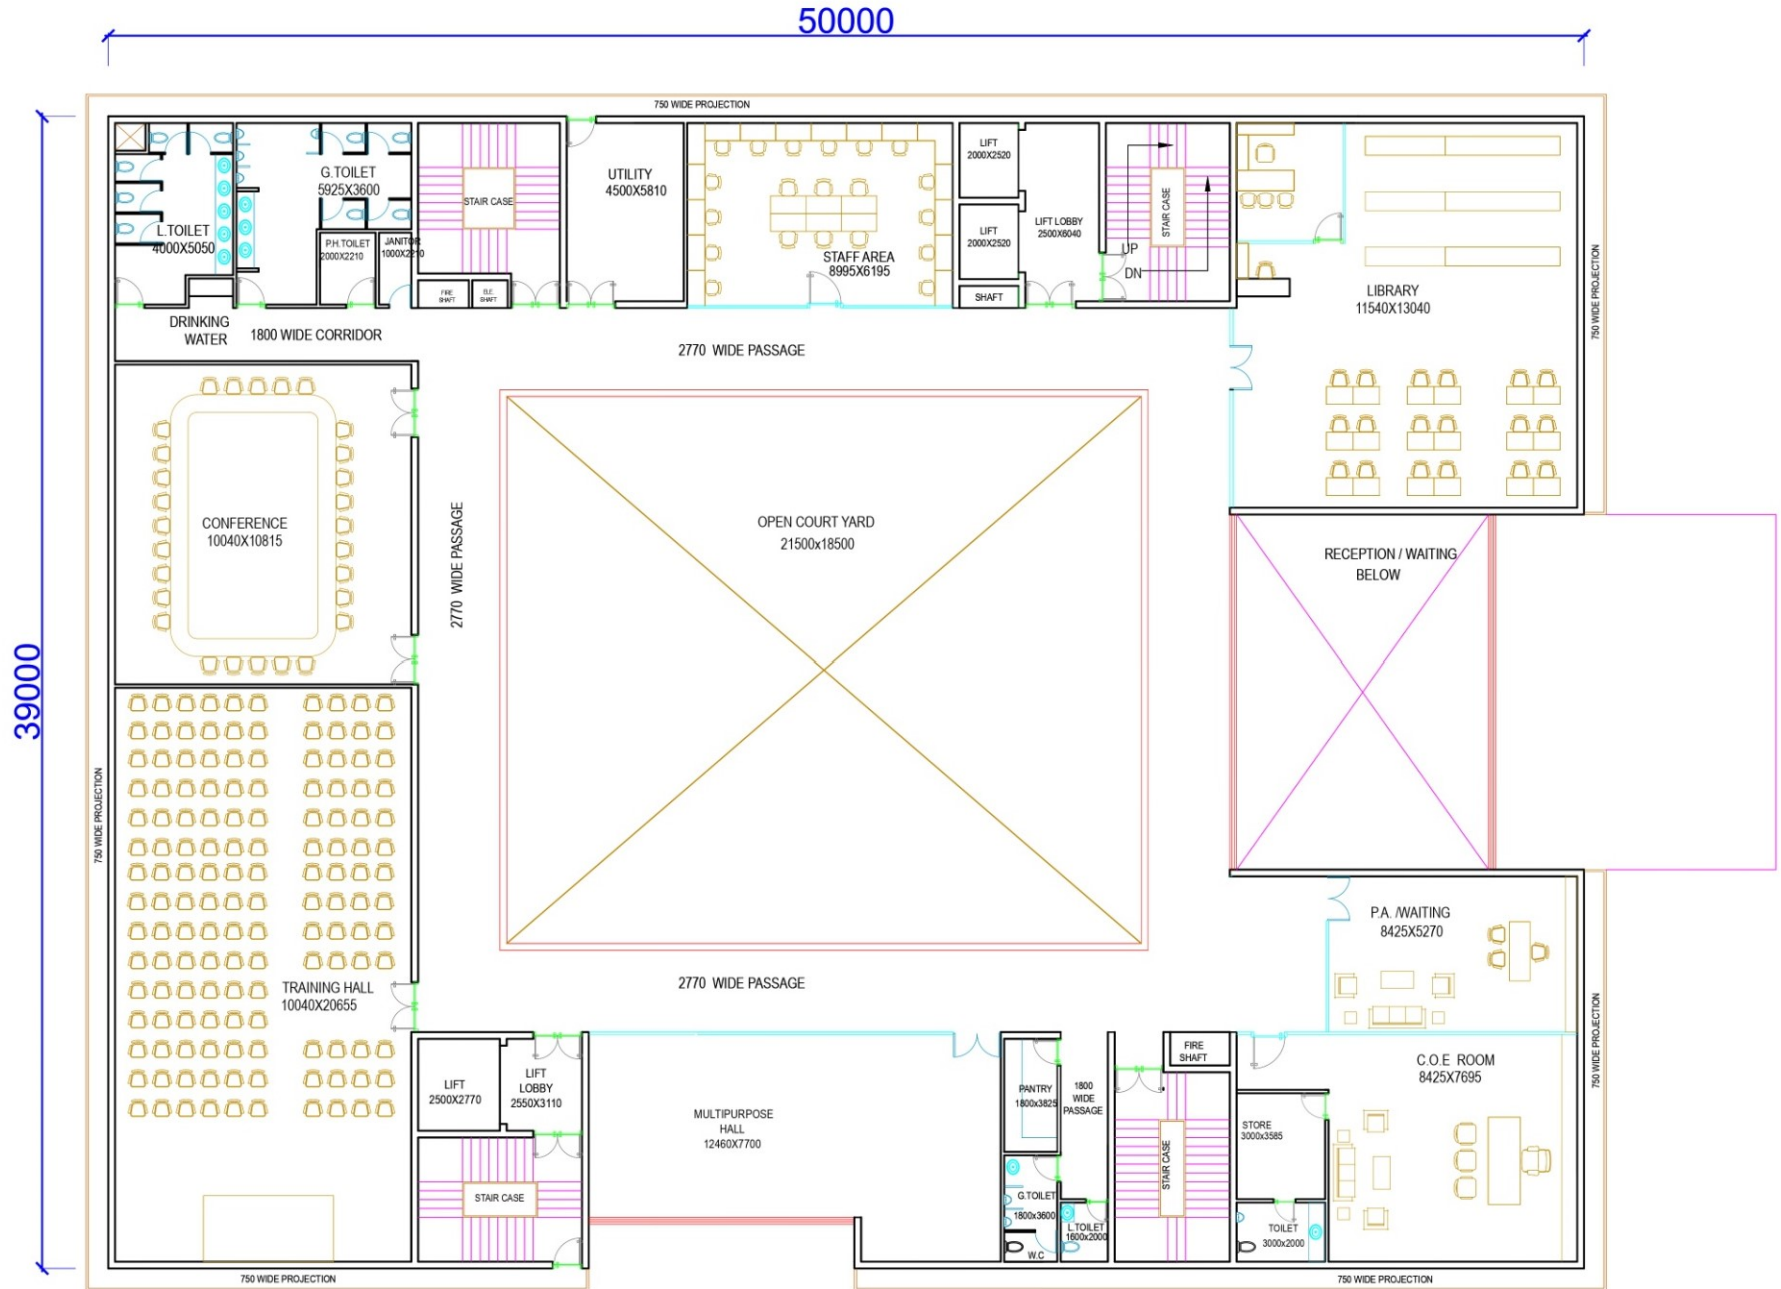 50000
39000
750 WIDE PROJECTION
G.TOILET
5925X3600
L.TOILET
4000X5050
P.H.TOILET
2000X2210
JANITOR
1000X2210
STAIR CASE
FIRE
SHAFT
ELE.
SHAFT
UTILITY
4500X5810
STAFF AREA
8995X6195
LIFT
2000X2520
LIFT
2000X2520
SHAFT
LIFT LOBBY
2500X6040
UP
DN
STAIR CASE
LIBRARY
11540X13040
750 WIDE PROJECTION
DRINKING
WATER
1800 WIDE CORRIDOR
2770 WIDE PASSAGE
CONFERENCE
10040X10815
2770 WIDE PASSAGE
OPEN COURT YARD
21500x18500
RECEPTION / WAITING
BELOW
750 WIDE PROJECTION
TRAINING HALL
10040X20655
2770 WIDE PASSAGE
P.A. /WAITING
8425X5270
750 WIDE PROJECTION
LIFT
2500X2770
LIFT
LOBBY
2550X3110
STAIR CASE
MULTIPURPOSE
HALL
12460X7700
PANTRY
1800x3825
1800
WIDE
PASSAGE
G.TOILET
1800x3600
W.C
L.TOILET
1600x2000
FIRE
SHAFT
STAIR CASE
C.O.E ROOM
8425X7695
STORE
3000x3585
TOILET
3000x2000
750 WIDE PROJECTION
750 WIDE PROJECTION